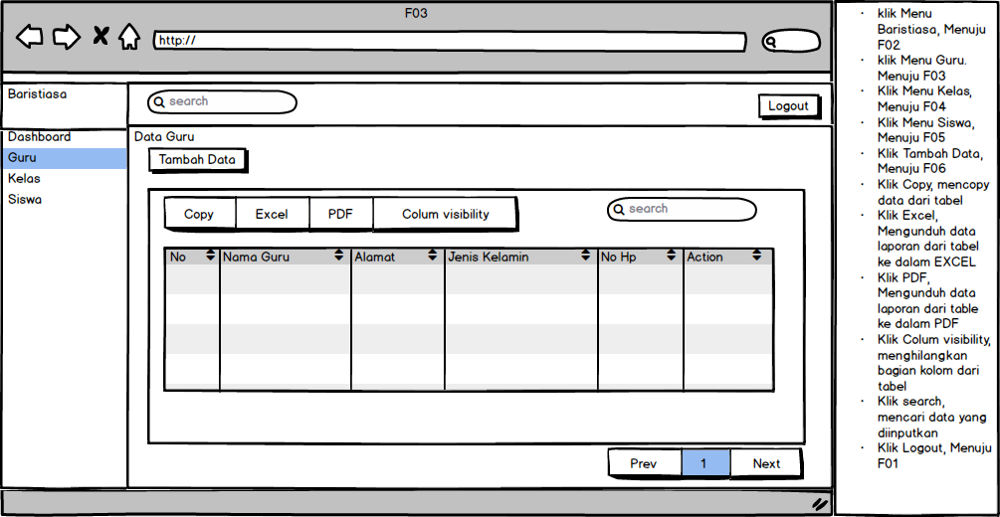 F03
http://
Baristiasa
search
Logout
Dashboard
Guru
Kelas
Siswa
Data Guru
Tambah Data
Copy
Excel
PDF
Colum visibility
search
No
Nama Guru
Alamat
Jenis Kelamin
No Hp
Action
Prev
1
Next
· klik Menu
Baristiasa, Menuju
F02
· klik Menu Guru.
Menuju F03
· Klik Menu Kelas,
Menuju F04
· Klik Menu Siswa,
Menuju F05
· Klik Tambah Data,
Menuju F06
· Klik Copy, mencopy
data dari tabel
· Klik Excel,
Mengunduh data
laporan dari tabel
ke dalam EXCEL
· Klik PDF,
Mengunduh data
laporan dari table
ke dalam PDF
· Klik Colum visibility,
menghilangkan
bagian kolom dari
tabel
· Klik search,
mencari data yang
diinputkan
· Klik Logout, Menuju
F01